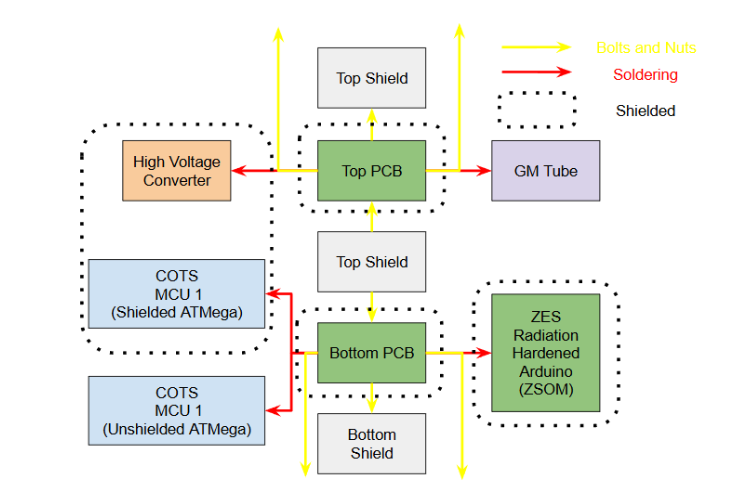 Bolts and Nuts
Top Shield
Soldering
Shielded
High Voltage
Converter
Top PCB
GM Tube
Top Shield
COTS
MCU 1
(Shielded ATMega)
ZES
Radiation
Hardened
Arduino
(ZSOM)
Bottom PCB
COTS
MCU 1
(Unshielded ATMega)
Bottom
Shield